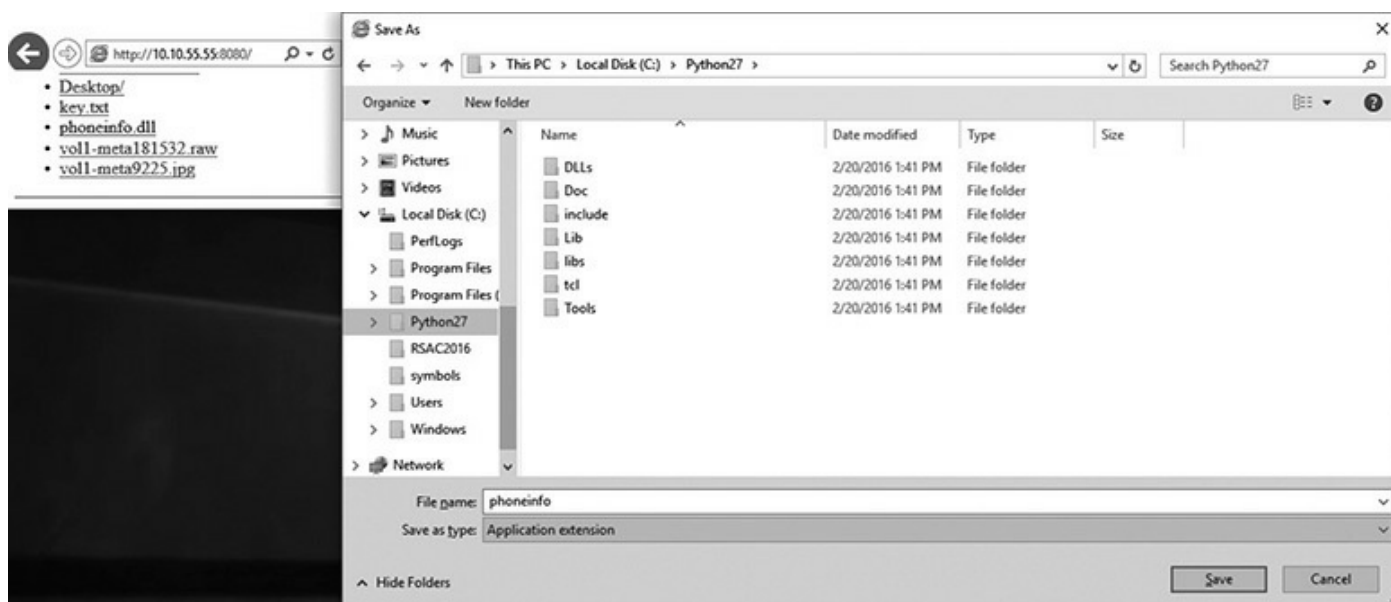 http://10.10.55.55:8080/
Desktop/
key.txt
phoneinfo.dll
vol1-meta181532.raw
vol1-meta9225.jpg
Save As
This PC > Local Disk (C:) > Python27 >
Search Python27
Organize
New folder
Music
Pictures
Videos
Local Disk (C:)
PerfLogs
Program Files
Program Files (
Python27
RSAC2016
symbols
Users
Windows
Network
Name Date modified Type Size
DLLs 2/20/2016 1:41 PM File folder
Doc 2/20/2016 1:41 PM File folder
include 2/20/2016 1:41 PM File folder
Lib 2/20/2016 1:41 PM File folder
libs 2/20/2016 1:41 PM File folder
tcl 2/20/2016 1:41 PM File folder
Tools 2/20/2016 1:41 PM File folder
File name: phoneinfo
Save as type: Application extension
Hide Folders
Save
Cancel